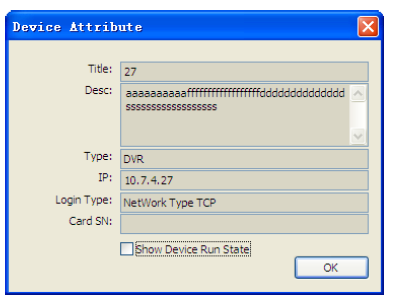 Device Attribute
Title: 27
Desc: aaaaaaaaaaffffffffffffffffffffdddddddddddddd
ssssssssssssssssss
Type: DVR
IP: 10.7.4.27
Login Type: NetWork Type TCP
Card SN:
Show Device Run State
OK